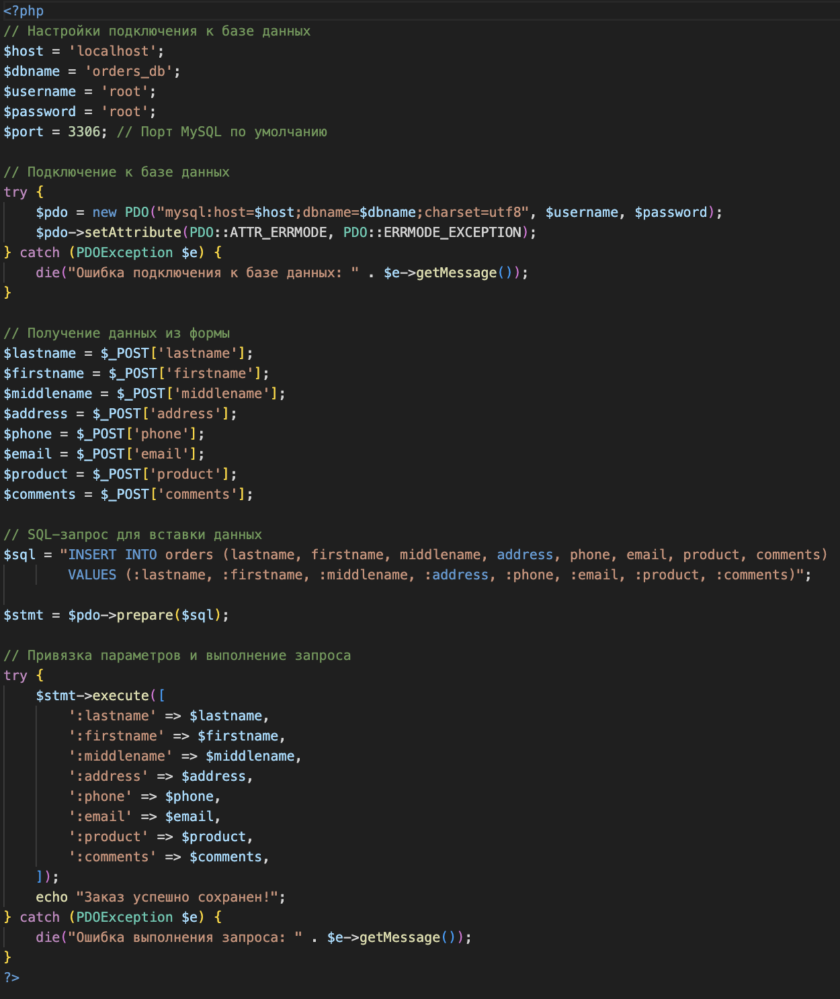 <?php
// Настройки подключения к базе данных
$host = 'localhost';
$dbname = 'orders_db';
$username = 'root';
$password = 'root';
$port = 3306; // Порт MySQL по умолчанию

// Подключение к базе данных
try {
    $pdo = new PDO("mysql:host=$host;dbname=$dbname;charset=utf8", $username, $password);
    $pdo->setAttribute(PDO::ATTR_ERRMODE, PDO::ERRMODE_EXCEPTION);
} catch (PDOException $e) {
    die("Ошибка подключения к базе данных: " . $e->getMessage());
}

// Получение данных из формы
$lastname = $_POST['lastname'];
$firstname = $_POST['firstname'];
$middlename = $_POST['middlename'];
$address = $_POST['address'];
$phone = $_POST['phone'];
$email = $_POST['email'];
$product = $_POST['product'];
$comments = $_POST['comments'];

// SQL-запрос для вставки данных
$sql = "INSERT INTO orders (lastname, firstname, middlename, address, phone, email, product, comments)
        VALUES (:lastname, :firstname, :middlename, :address, :phone, :email, :product, :comments)";

$stmt = $pdo->prepare($sql);

// Привязка параметров и выполнение запроса
try {
    $stmt->execute([
        ':lastname' => $lastname,
        ':firstname' => $firstname,
        ':middlename' => $middlename,
        ':address' => $address,
        ':phone' => $phone,
        ':email' => $email,
        ':product' => $product,
        ':comments' => $comments,
    ]);
    echo "Заказ успешно сохранен!";
} catch (PDOException $e) {
    die("Ошибка выполнения запроса: " . $e->getMessage());
}
?>